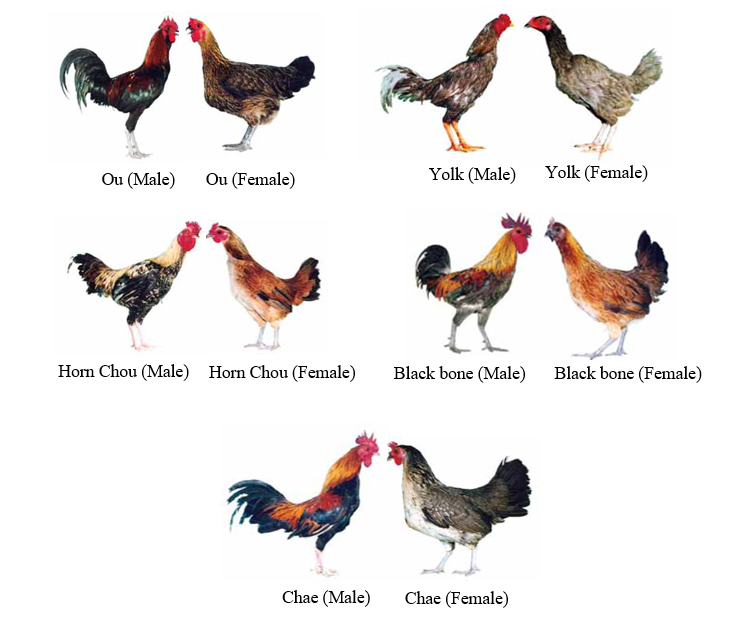 Ou (Male) Ou (Female)
Yolk (Male) Yolk (Female)
Horn Chou (Male) Horn Chou (Female)
Black bone (Male) Black bone (Female)
Chae (Male) Chae (Female)